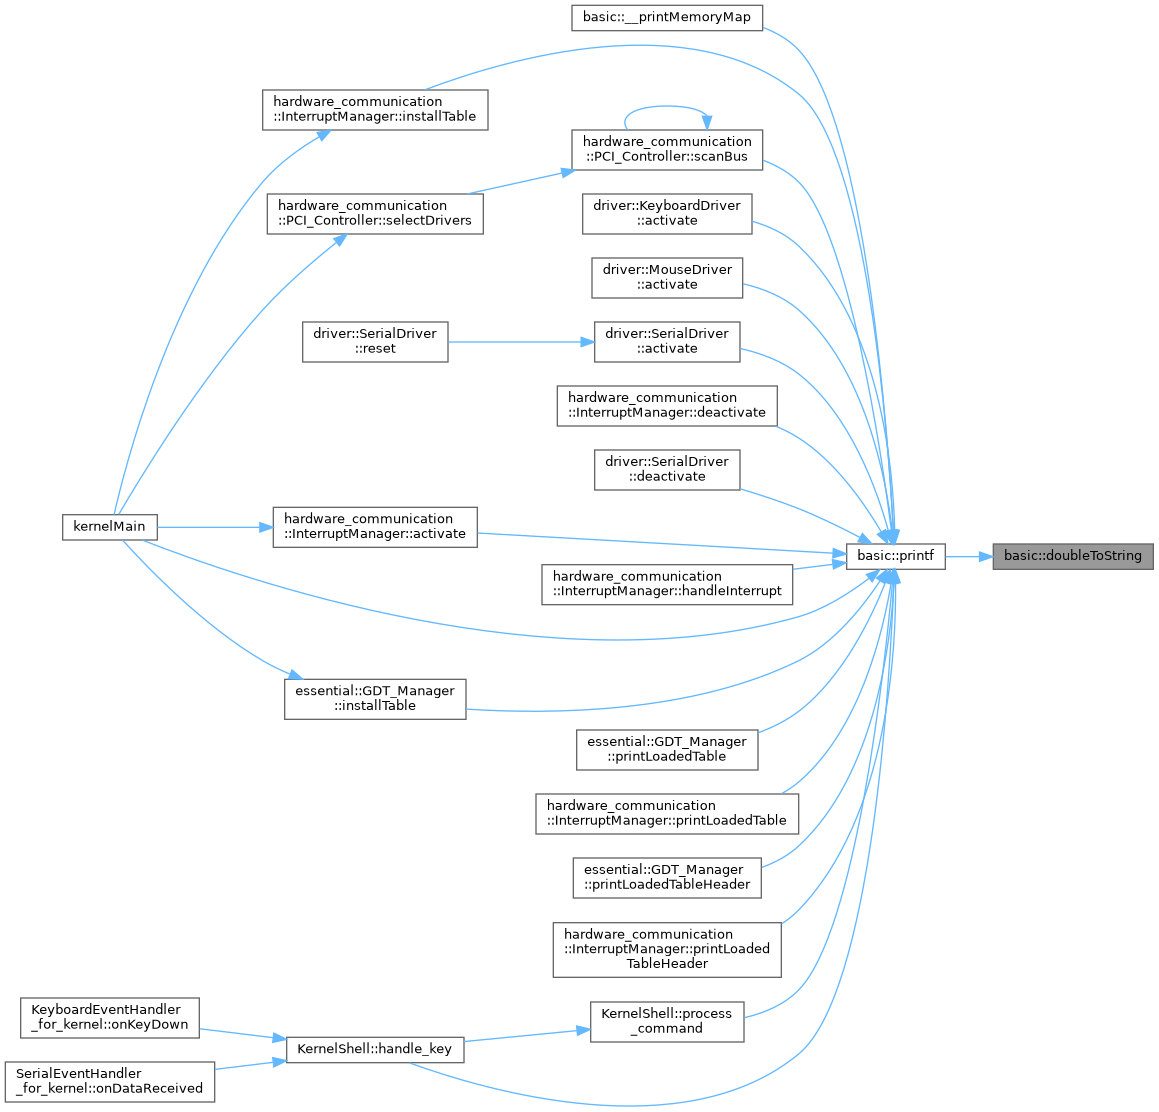 basic::__printMemoryMap
hardware_communication
::InterruptManager::installTable
hardware_communication
::PCI_Controller::scanBus
hardware_communication
::PCI_Controller::selectDrivers
driver::KeyboardDriver
::activate
driver::MouseDriver
::activate
driver::SerialDriver
::reset
driver::SerialDriver
::activate
hardware_communication
::InterruptManager::deactivate
driver::SerialDriver
::deactivate
kernelMain
hardware_communication
::InterruptManager::activate
basic::printf
basic::doubleToString
hardware_communication
::InterruptManager::handleInterrupt
essential::GDT_Manager
::installTable
essential::GDT_Manager
::printLoadedTable
hardware_communication
::InterruptManager::printLoadedTable
essential::GDT_Manager
::printLoadedTableHeader
hardware_communication
::InterruptManager::printLoaded
TableHeader
KeyboardEventHandler
_for_kernel::onKeyDown
KernelShell::process
_command
KernelShell::handle_key
SerialEventHandler
_for_kernel::onDataReceived